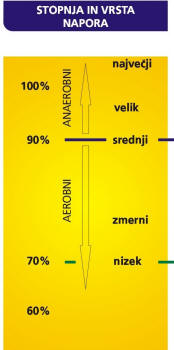 STOPNJA IN VRSTA
NAPORA
največji
100%
ANAEROBNI
velik
90%
srednji
AEROBNI
zmerni
70%
nizek
60%